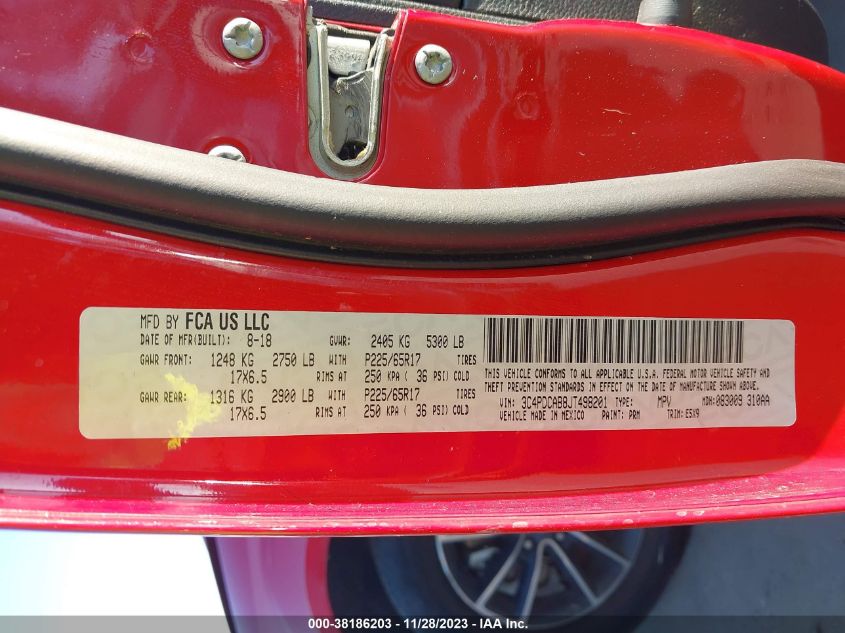 MFD BY FCA US LLC
DATE OF MFR(BUILT): 8-18 GVWR: 2405 KG 5300 LB
GAWR FRONT: 1248 KG 2750 LB WITH P225/65R17 TIRES
17X6.5 RIMS AT 250 KPA ( 36 PSI) COLD
GAWR REAR: 1316 KG 2900 LB WITH P225/65R17 TIRES
17X6.5 RIMS AT 250 KPA ( 36 PSI) COLD
THIS VEHICLE CONFORMS TO ALL APPLICABLE U.S.A. FEDERAL MOTOR VEHICLE SAFETY AND
THEFT PREVENTION STANDARDS IN EFFECT ON THE DATE OF MANUFACTURE SHOWN ABOVE.
VIN: 3C4PDCAB8JT498201 TYPE: MPV MDH: 083009 310AA
VEHICLE MADE IN MEXICO PAINT: PRM TRIM: E5X9
000-38186203 - 11/28/2023 - IAA Inc.